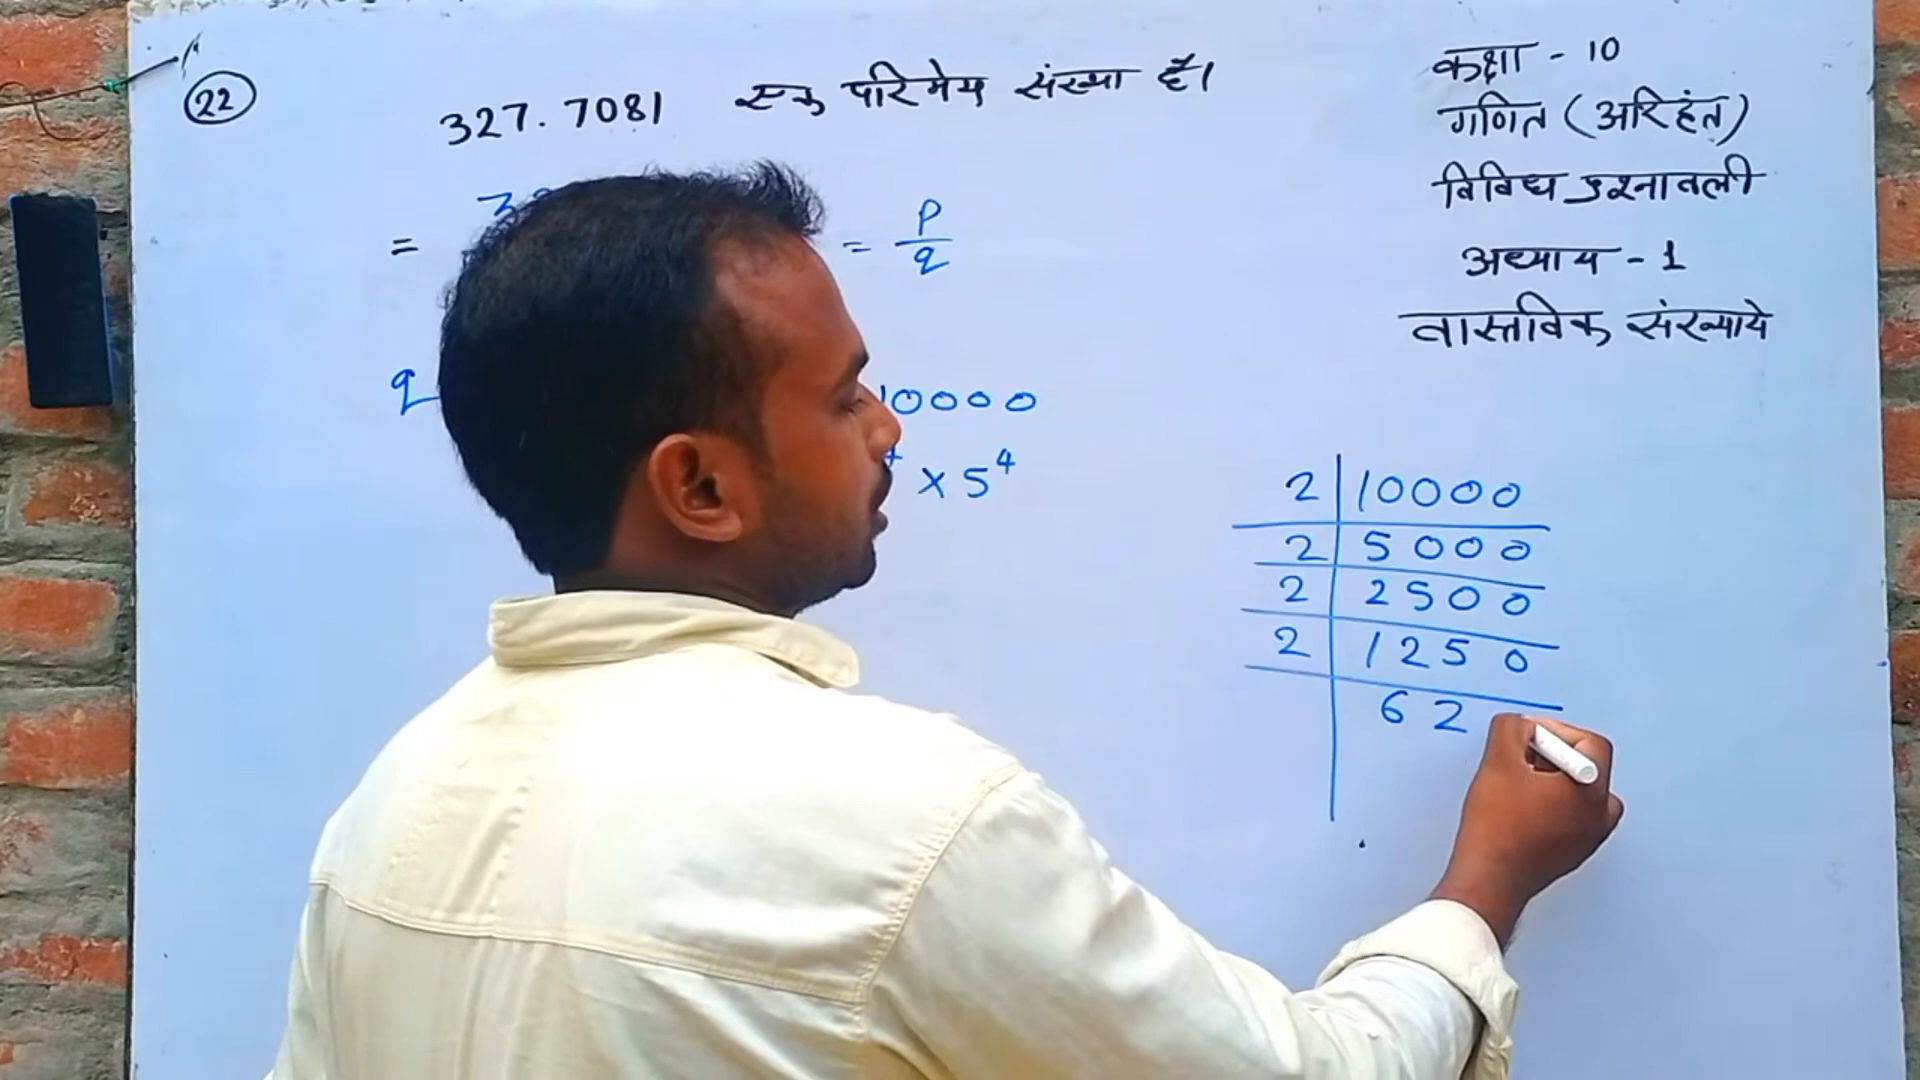 22
327.7081 एक परिमेय संख्या है।
= = p/q
q 10000
× 5⁴
कक्षा - 10
गणित (अरिहंत)
विविध प्रश्नावली
अध्याय - 1
वास्तविक संख्याये
2 | 10000
2 | 5000
2 | 2500
2 | 1250
62